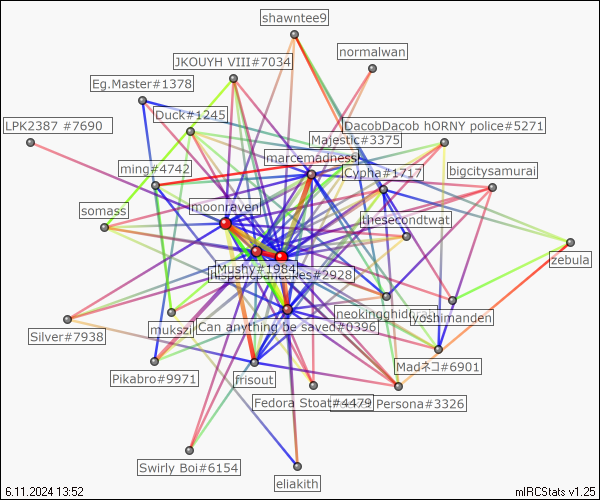 shawntee9
normalwan
JKOUYH VIII#7034
Eg.Master#1378
Duck#1245
LPK2387 #7690
DacobDacob hORNY police#5271
Majestic#3375
marcemadness
ming#4742
Cypha#1717
bigcitysamurai
moonraven
somass
thesecondtwat
zebula
Mushy#1984
pancakes#2928
neokingghidorah
yoshimanden
mukszi
Can anything be saved#0396
Silver#7938
Madネコ#6901
Pikabro#9971
frisout
Fedora Stoat#4479
Persona#3326
Swirly Boi#6154
eliakith
6.11.2024 13:52
mIRCStats v1.25